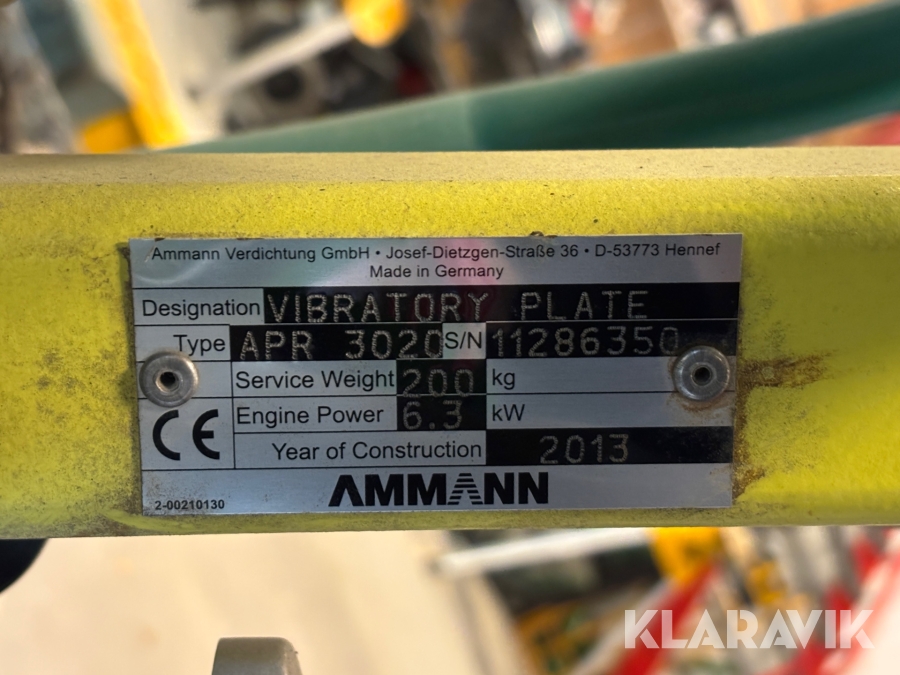 Ammann Verdichtung GmbH • Josef-Dietzgen-Straße 36 • D-53773 Hennef
Made in Germany
Designation VIBRATORY PLATE
Type APR 3020 S/N 11286350
Service Weight 200 kg
Engine Power 6.3 kW
CE
Year of Construction 2013
AMMANN
2-00210130
KLARAVIK